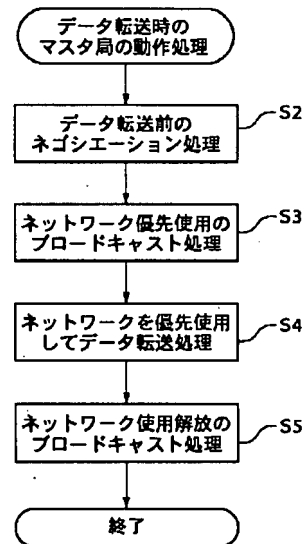 データ転送時の
マスタ局の動作処理
データ転送前の
ネゴシエーション処理
S2
ネットワーク優先使用の
ブロードキャスト処理
S3
ネットワークを優先使用
してデータ転送処理
S4
ネットワーク使用解放の
ブロードキャスト処理
S5
終了